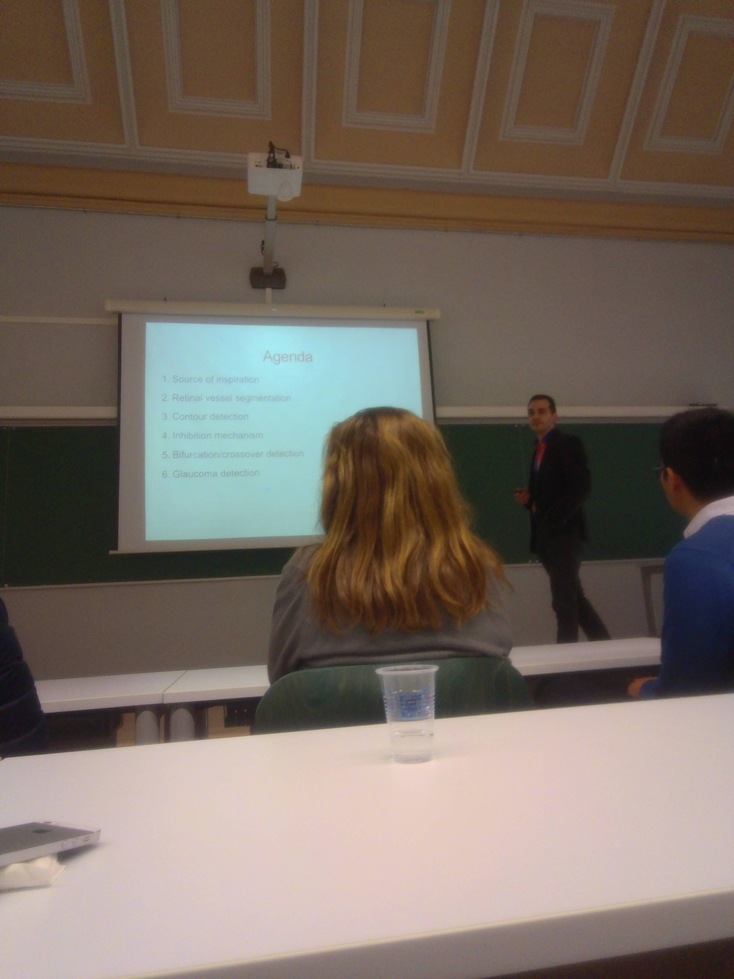 Agenda
1. Source of inspiration
2. Retinal vessel segmentation
3. Contour detection
4. Inhibition mechanism
5. Bifurcation/crossover detection
6. Glaucoma detection